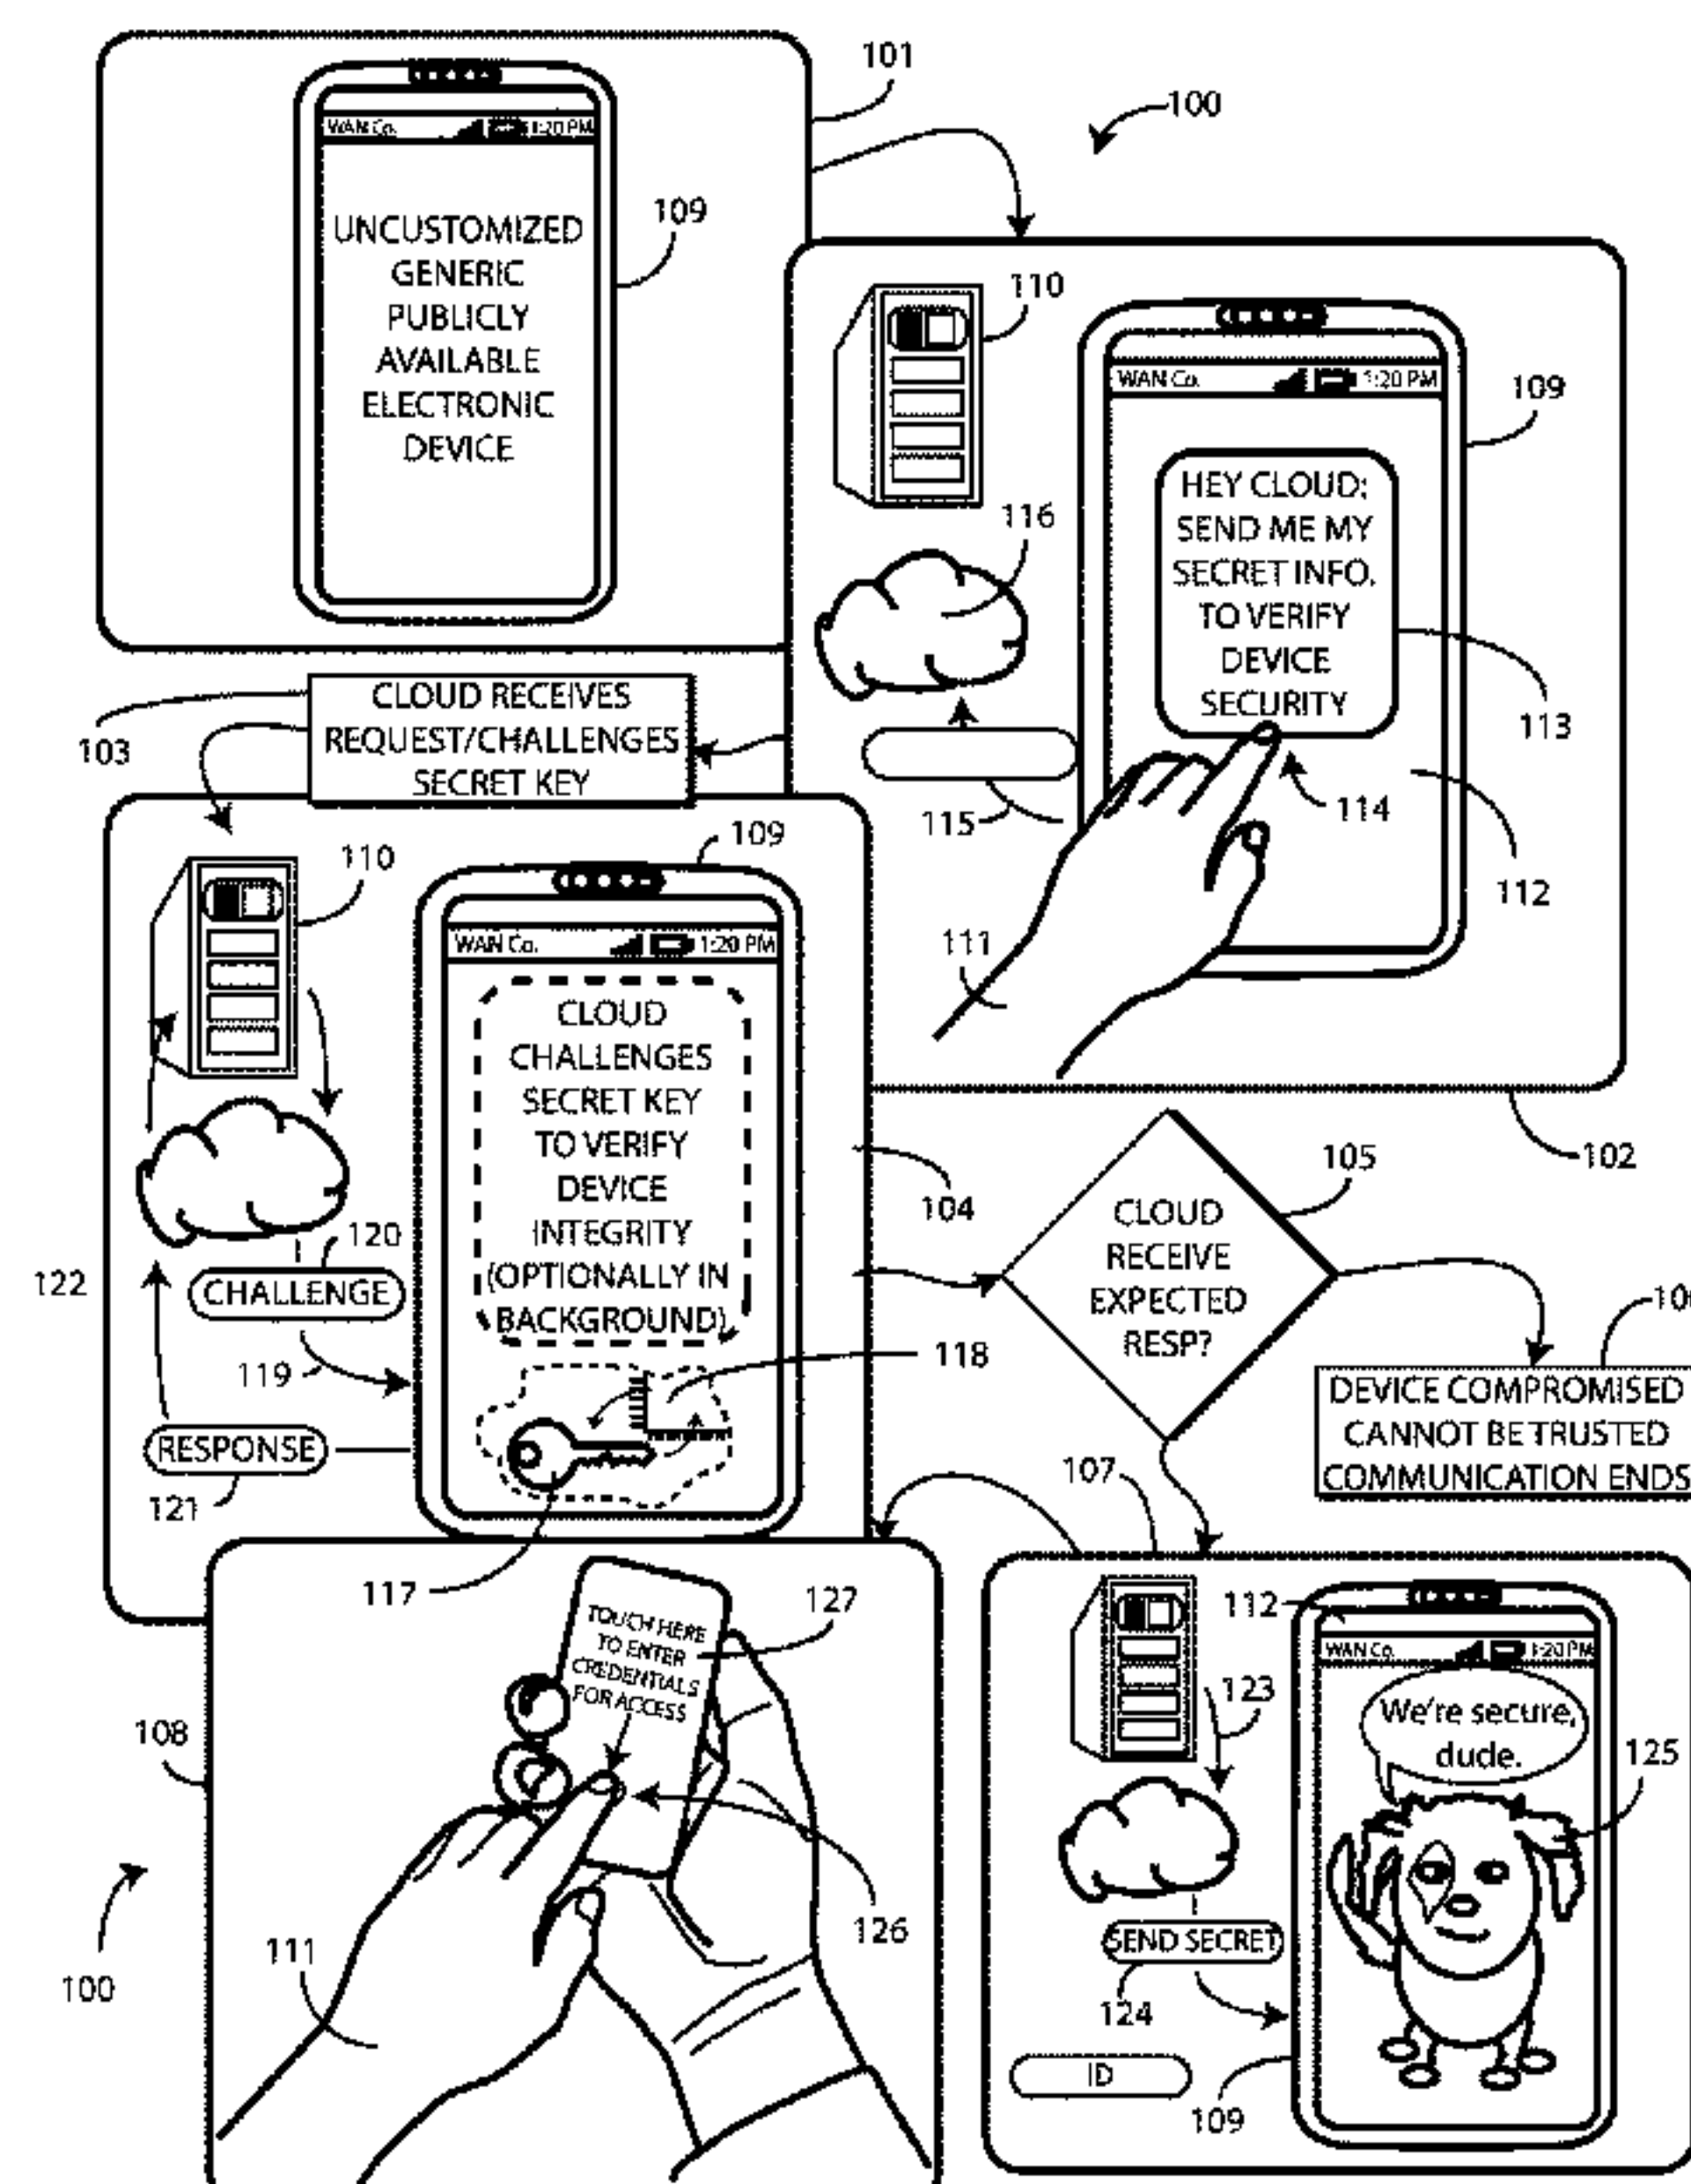 101
100
WAN Co. 1:20 PM
109
UNCUSTOMIZED
GENERIC
PUBLICLY
AVAILABLE
ELECTRONIC
DEVICE
110
WAN Co. 1:20 PM
109
HEY CLOUD:
SEND ME MY
SECRET INFO.
TO VERIFY
DEVICE
SECURITY
116
113
115
114
112
111
102
103
CLOUD RECEIVES
REQUEST/CHALLENGES
SECRET KEY
109
110
WAN Co. 1:20 PM
CLOUD
CHALLENGES
SECRET KEY
TO VERIFY
DEVICE
INTEGRITY
(OPTIONALLY IN
BACKGROUND)
104
120
122
CHALLENGE
119
118
RESPONSE
121
117
105
CLOUD
RECEIVE
EXPECTED
RESP?
DEVICE COMPROMISED
CANNOT BE TRUSTED
COMMUNICATION ENDS
107
112
WAN Co. 1:20 PM
123
We're secure,
dude.
125
SEND SECRET
124
ID
109
127
TOUCH HERE
TO ENTER
CREDENTIALS
FOR ACCESS
108
126
111
100